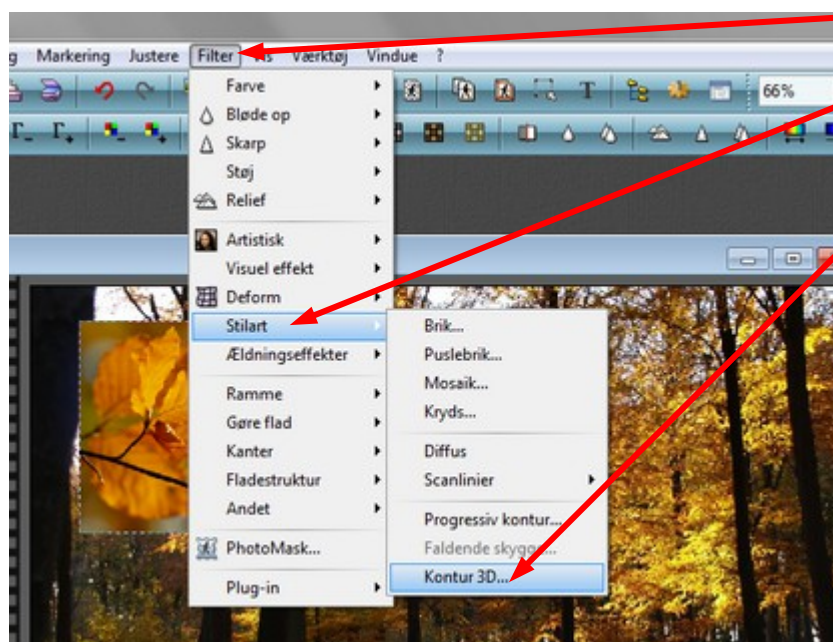 Markering Justere Filter Værktøj Vindue ?
T 66%
Farve
Bløde op
Skarp
Støj
Relief
Artistisk
Visuel effekt
Deform
Stilart
Ældningseffekter
Ramme
Gøre flad
Kanter
Fladestruktur
Andet
PhotoMask...
Plug-in
Brik...
Puslebrik...
Mosaik...
Kryds...
Diffus
Scanlinier
Progressiv kontur...
Faldende skygge...
Kontur 3D...